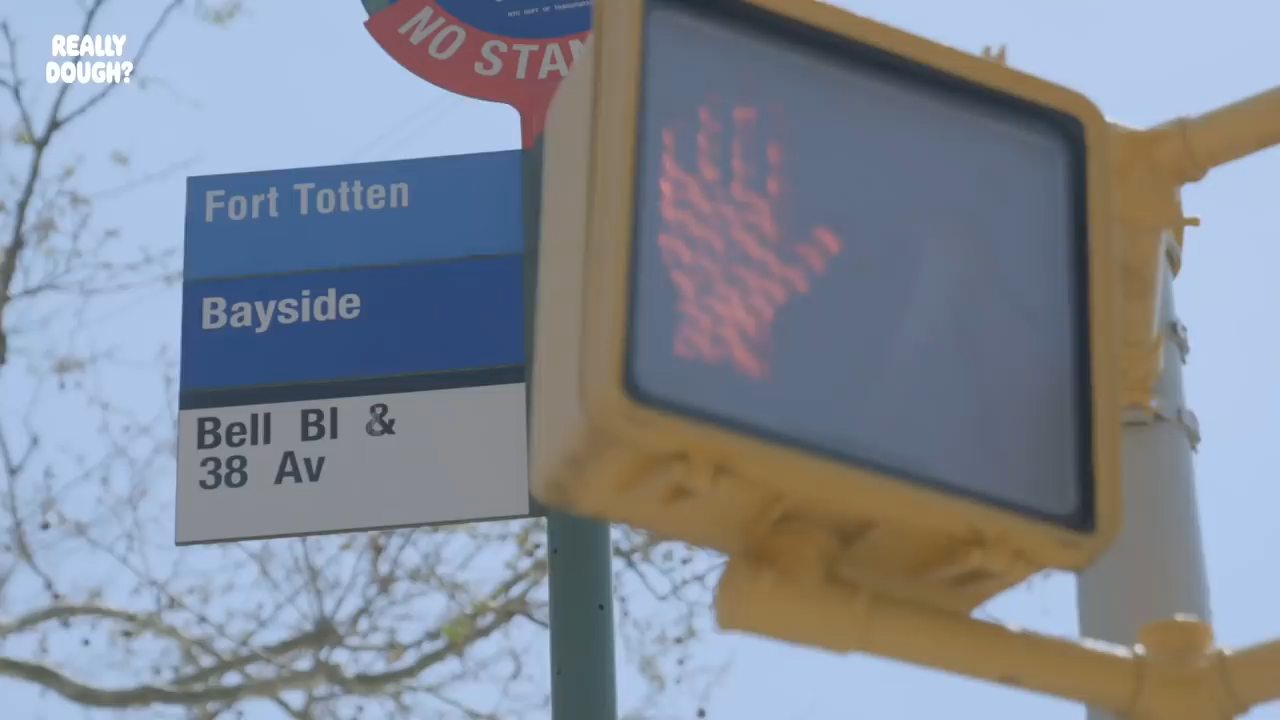 REALLY
DOUGH?
NO STA
Fort Totten
Bayside
Bell Bl &
38 Av